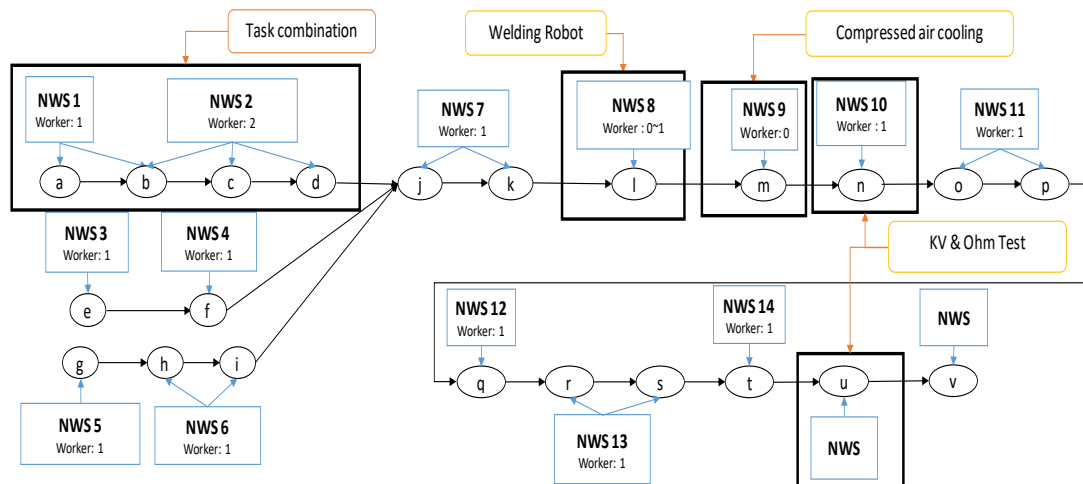 Task combination
Welding Robot
Compressed air cooling
NWS 1
Worker: 1
NWS 2
Worker: 2
NWS 7
Worker: 1
NWS 8
Worker : 0~1
NWS 9
Worker: 0
NWS 10
Worker : 1
NWS 11
Worker: 1
a
b
c
d
j
k
l
m
n
o
p
NWS 3
Worker: 1
NWS 4
Worker: 1
KV & Ohm Test
e
f
NWS 12
Worker: 1
NWS 14
Worker: 1
NWS
g
h
i
q
r
s
t
u
v
NWS 5
Worker: 1
NWS 6
Worker: 1
NWS 13
Worker: 1
NWS